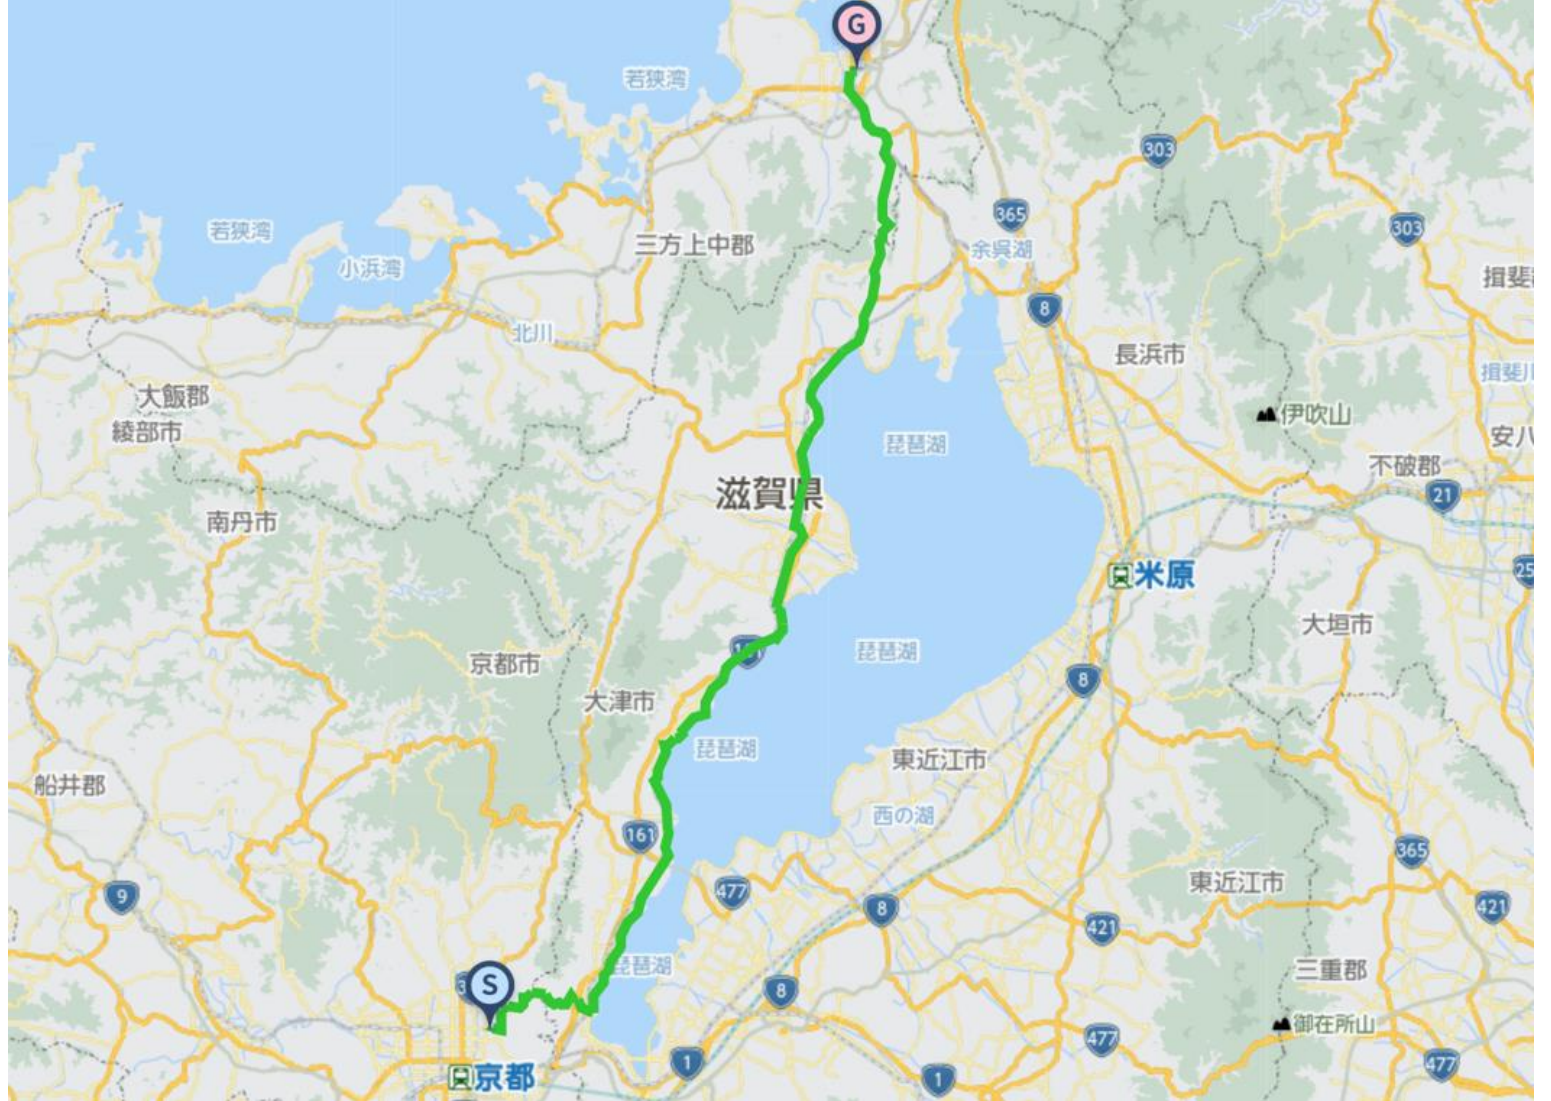 G
若狭湾
303
365
303
若狭湾
三方上中郡
余呉湖
小浜湾
揖斐
8
北川
長浜市
揖斐川
大飯郡
伊吹山
綾部市
琵琶湖
安八
不破郡
滋賀県
21
南丹市
米原
25
大垣市
京都市
琵琶湖
8
大津市
琵琶湖
東近江市
船井郡
西の湖
161
365
東近江市
477
9
8
421
421
琵琶湖
三重郡
S
8
御在所山
477
1
477
京都
1